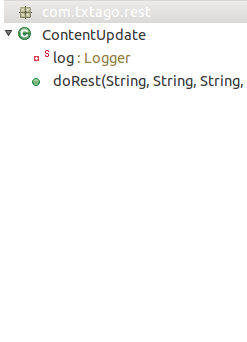 com.txtago.rest
ContentUpdate
S log : Logger
doRest(String, String, String,